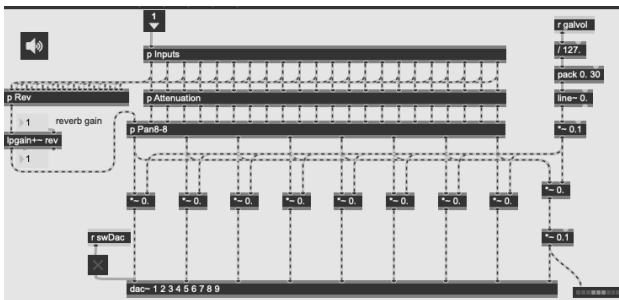 1
r galvol
/ 127.
p Inputs
pack 0. 30
p Rev
p Attenuation
line~ 0.
1
reverb gain
p Pan8-8
*~ 0.1
lpgain+~ rev
1
*~ 0.
*~ 0.
*~ 0.
*~ 0.
*~ 0.
*~ 0.
*~ 0.
*~ 0.
*~ 0.
r swDac
*~ 0.1
dac~ 1 2 3 4 5 6 7 8 9